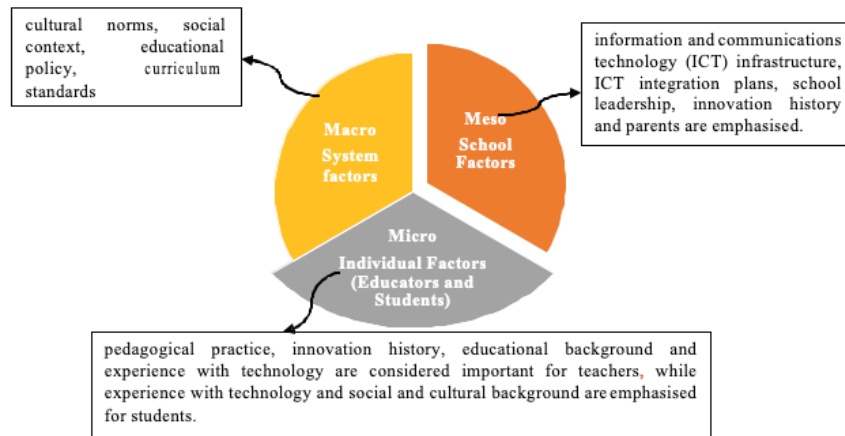 cultural norms, social
context, educational
policy, curriculum
standards
information and communications
technology (ICT) infrastructure,
ICT integration plans, school
leadership, innovation history
and parents are emphasised.
Macro
System
factors
Meso
School
Factors
Micro
Individual Factors
(Educators and
Students)
pedagogical practice, innovation history, educational background and
experience with technology are considered important for teachers, while
experience with technology and social and cultural background are emphasised
for students.